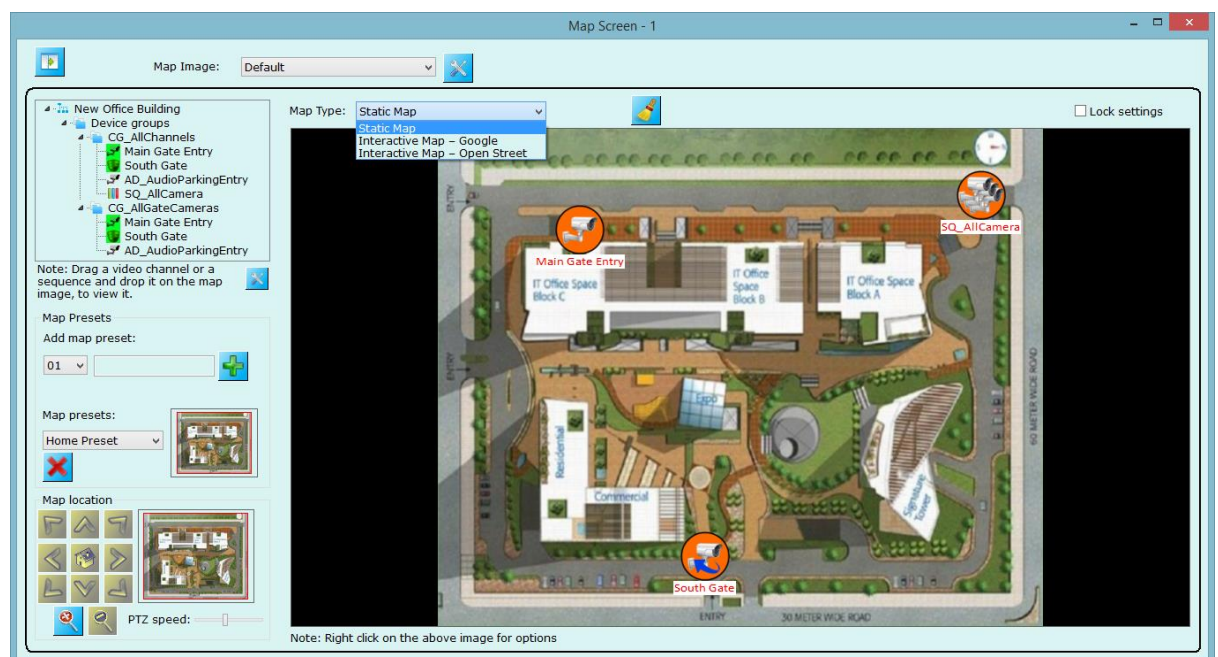 Map Screen - 1
Map Image:
Default
New Office Building
Device groups
CG_AllChannels
Main Gate Entry
South Gate
AD_AudioParkingEntry
SQ_AllCamera
CG_AllGateCameras
Main Gate Entry
South Gate
AD_AudioParkingEntry
Note: Drag a video channel or a
sequence and drop it on the map
image, to view it.
Map Presets
Add map preset:
01
Map presets:
Home Preset
Map location
PTZ speed:
Map Type:
Static Map
Static Map
Interactive Map – Google
Interactive Map – Open Street
Lock settings
ENTRY
SQ_AllCamera
Main Gate Entry
IT Office Space
Block C
IT Office
Space
Block B
IT Office Space
Block A
ENTRY
60 METER WIDE ROAD
Expo
Residential
Commercial
Signature
Tower
South Gate
ENTRY
30 METER WIDE ROAD
Note: Right click on the above image for options